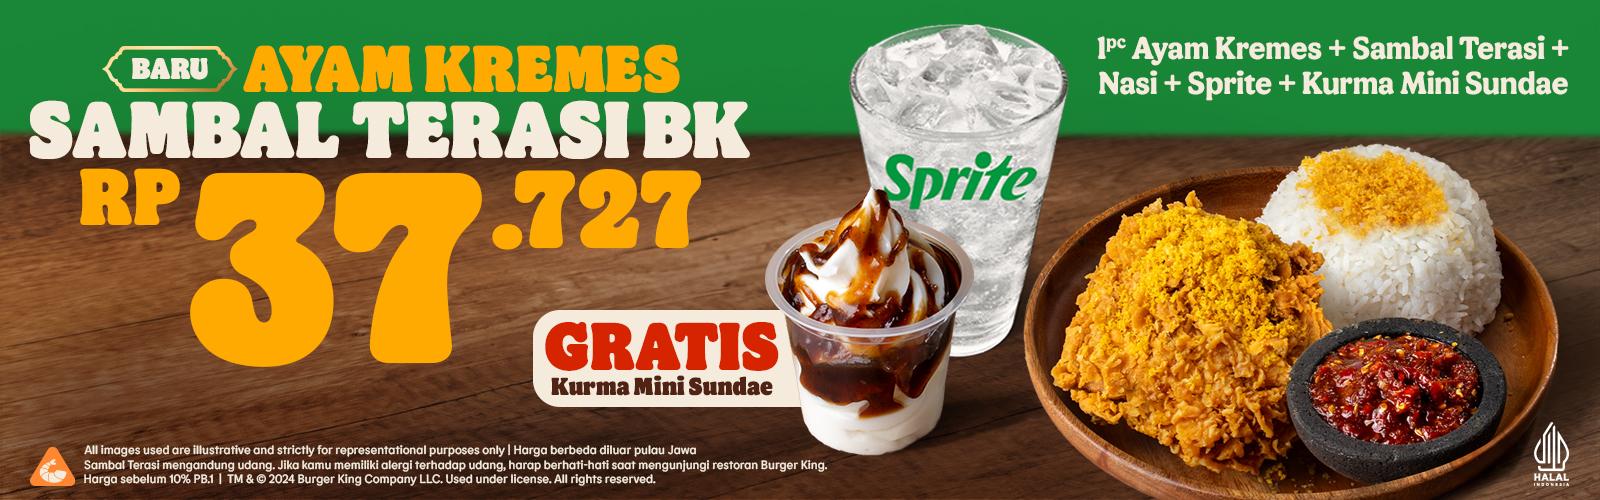 BARU AYAM KREMES
SAMBAL TERASI BK
RP 37.727
GRATIS
Kurma Mini Sundae
Sprite
1pc Ayam Kremes + Sambal Terasi +
Nasi + Sprite + Kurma Mini Sundae
All images used are illustrative and strictly for representational purposes only | Harga berbeda diluar pulau Jawa
Sambal Terasi mengandung udang. Jika kamu memiliki alergi terhadap udang, harap berhati-hati saat mengunjungi restoran Burger King.
Harga sebelum 10% PB.1 | TM & © 2024 Burger King Company LLC. Used under license. All rights reserved.
HALAL
INDONESIA